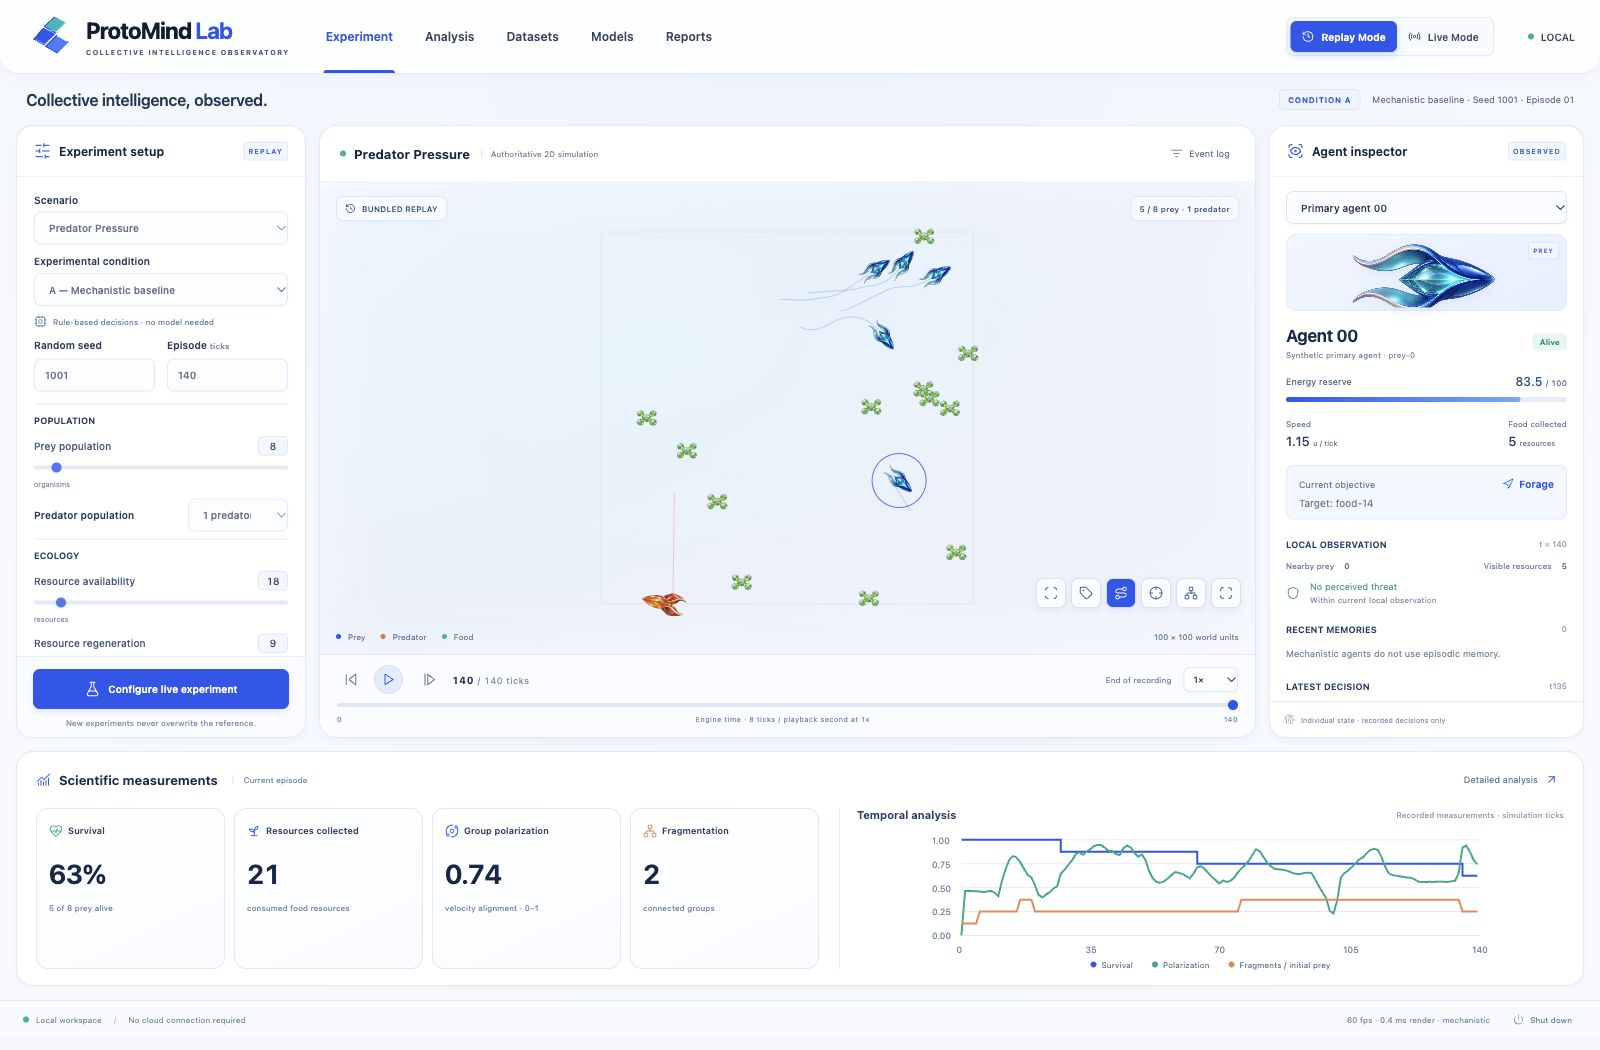 ProtoMind Lab
COLLECTIVE INTELLIGENCE OBSERVATORY
Experiment
Analysis
Datasets
Models
Reports
Replay Mode
Live Mode
LOCAL
Collective intelligence, observed.
CONDITION A
Mechanistic baseline · Seed 1001 · Episode 01
Experiment setup
REPLAY
Scenario
Predator Pressure
Experimental condition
A — Mechanistic baseline
Rule-based decisions · no model needed
Random seed
Episode ticks
1001
140
POPULATION
Prey population
8
organisms
Predator population
1 predator
ECOLOGY
Resource availability
18
resources
Resource regeneration
9
Configure live experiment
New experiments never overwrite the reference.
Predator Pressure
Authoritative 2D simulation
Event log
BUNDLED REPLAY
5 / 8 prey · 1 predator
Prey
Predator
Food
100 × 100 world units
140 / 140 ticks
End of recording
1×
0
Engine time · 8 ticks / playback second at 1×
140
Agent inspector
OBSERVED
Primary agent 00
PREY
Agent 00
Alive
Synthetic primary agent · prey-0
Energy reserve
83.5 / 100
Speed
Food collected
1.15 u / tick
5 resources
Current objective
Forage
Target: food-14
LOCAL OBSERVATION
t = 140
Nearby prey 0
Visible resources 5
No perceived threat
Within current local observation
RECENT MEMORIES
0
Mechanistic agents do not use episodic memory.
LATEST DECISION
t135
Individual state · recorded decisions only
Scientific measurements
Current episode
Detailed analysis
Survival
63%
5 of 8 prey alive
Resources collected
21
consumed food resources
Group polarization
0.74
velocity alignment · 0–1
Fragmentation
2
connected groups
Temporal analysis
Recorded measurements · simulation ticks
1.00
0.75
0.50
0.25
0.00
0
35
70
105
140
Survival
Polarization
Fragments / initial prey
Local workspace
/
No cloud connection required
60 fps · 0.4 ms render · mechanistic
Shut down